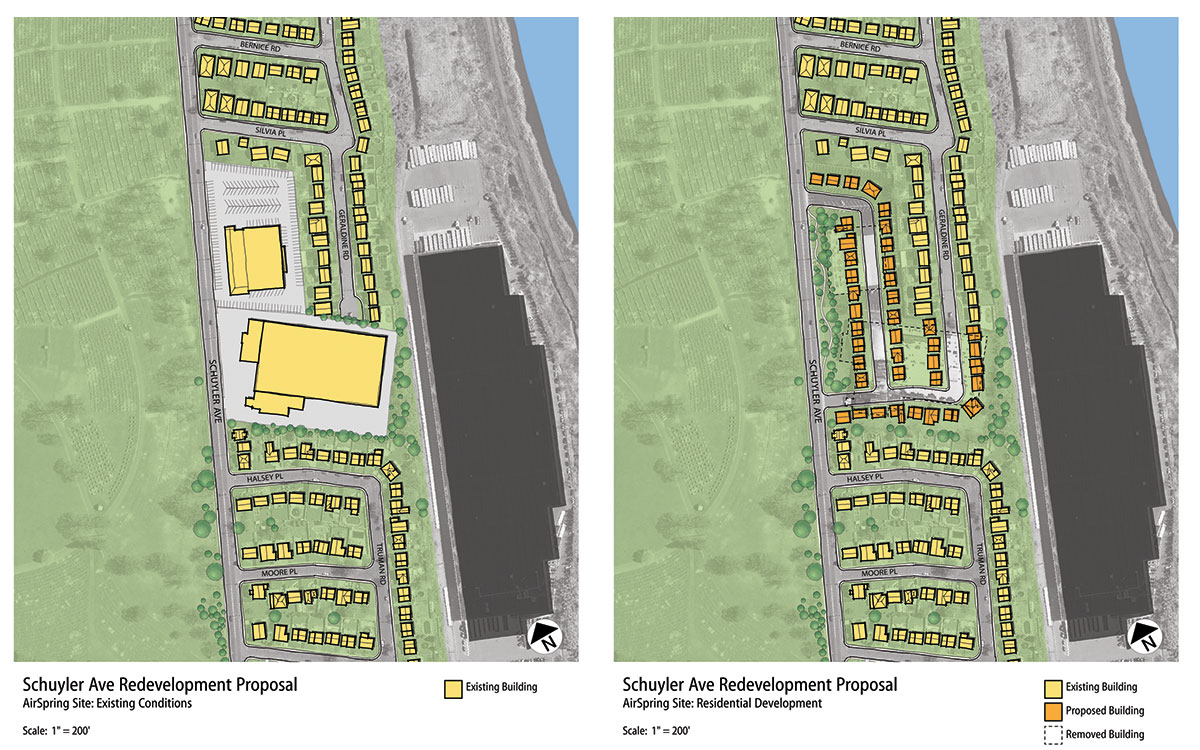 BERNICE RD
SILVIA PL
GERALDINE RD
SCHUYLER AVE
HALSEY PL
MOORE PL
TRUMAN RD
N
Schuyler Ave Redevelopment Proposal
AirSpring Site: Existing Conditions
Scale: 1" = 200'
Existing Building
BERNICE RD
SILVIA PL
GERALDINE RD
SCHUYLER AVE
HALSEY PL
MOORE PL
TRUMAN RD
N
Schuyler Ave Redevelopment Proposal
AirSpring Site: Residential Development
Scale: 1" = 200'
Existing Building
Proposed Building
Removed Building